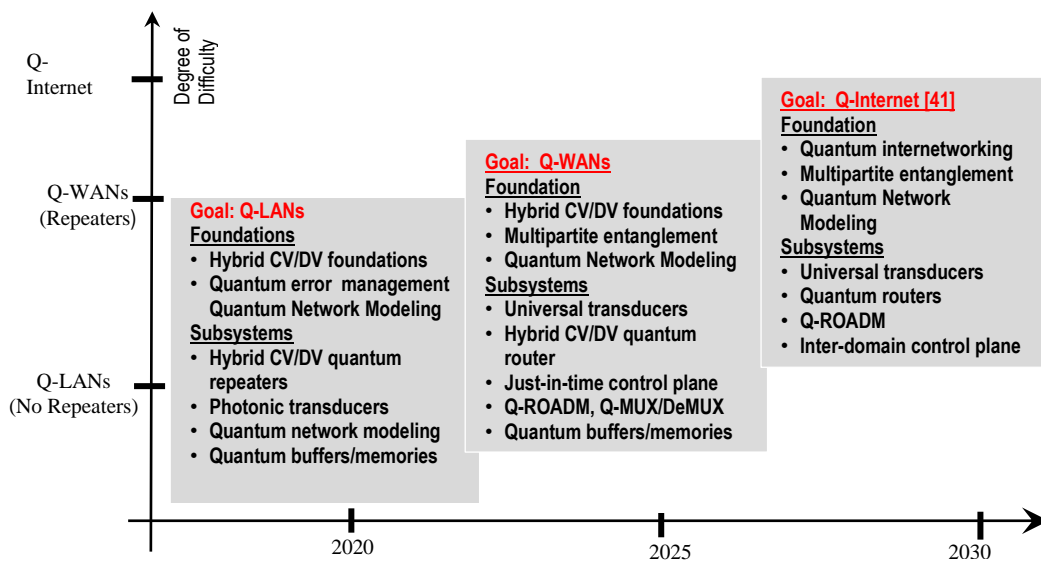 Q-
Internet
Degree of
Difficulty
Q-WANs
(Repeaters)
Q-LANs
(No Repeaters)
Goal: Q-LANs
Foundations
• Hybrid CV/DV foundations
• Quantum error management
Quantum Network Modeling
Subsystems
• Hybrid CV/DV quantum
repeaters
• Photonic transducers
• Quantum network modeling
• Quantum buffers/memories
Goal: Q-WANs
Foundation
• Hybrid CV/DV foundations
• Multipartite entanglement
• Quantum Network Modeling
Subsystems
• Universal transducers
• Hybrid CV/DV quantum
router
• Just-in-time control plane
• Q-ROADM, Q-MUX/DeMUX
• Quantum buffers/memories
Goal: Q-Internet [41]
Foundation
• Quantum internetworking
• Multipartite entanglement
• Quantum Network
Modeling
Subsystems
• Universal transducers
• Quantum routers
• Q-ROADM
• Inter-domain control plane
2020
2025
2030